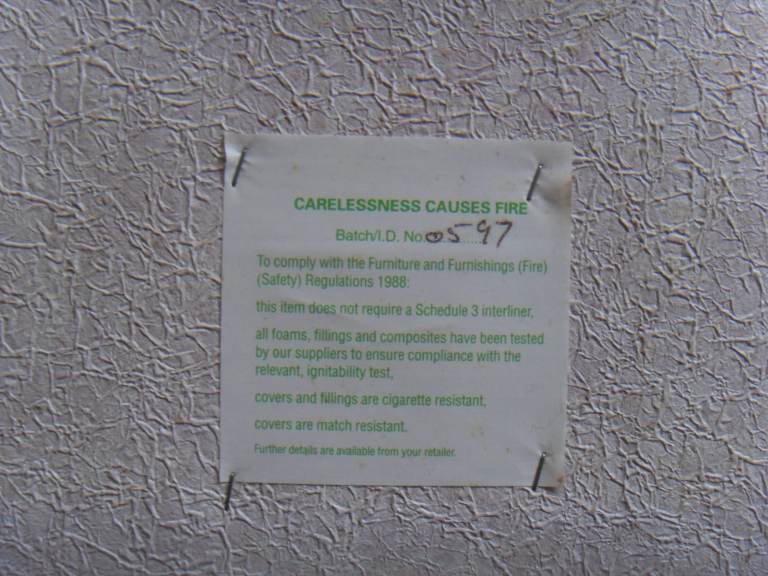 CARELESSNESS CAUSES FIRE
Batch/I.D. No. 0597
To comply with the Furniture and Furnishings (Fire)
(Safety) Regulations 1988:
this item does not require a Schedule 3 interliner,
all foams, fillings and composites have been tested
by our suppliers to ensure compliance with the
relevant, ignitability test,
covers and fillings are cigarette resistant,
covers are match resistant.
Further details are available from your retailer.